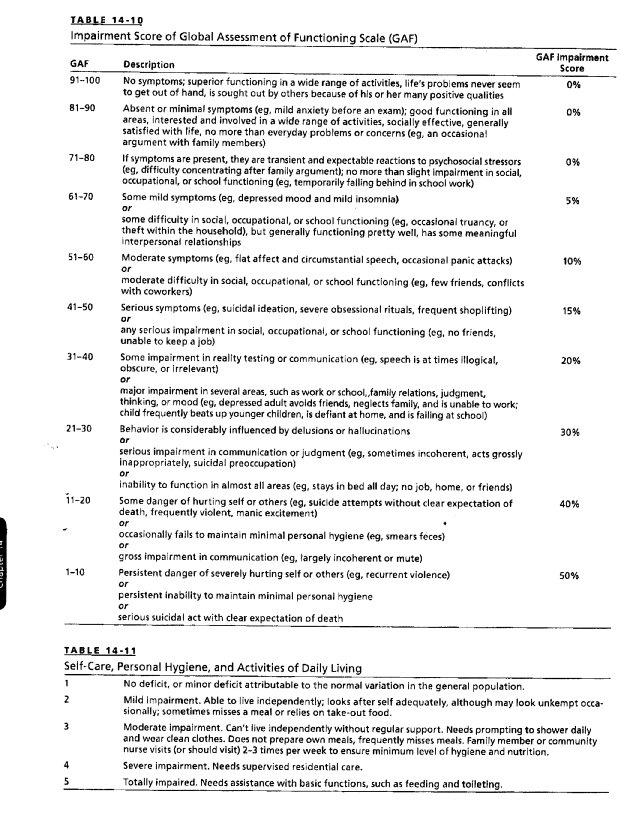 TABLE 14-10
Impairment Score of Global Assessment of Functioning Scale (GAF)
GAF Description GAF Impairment Score
91–100 No symptoms; superior functioning in a wide range of activities, life's problems never seem 0%
to get out of hand, is sought out by others because of his or her many positive qualities
81–90 Absent or minimal symptoms (eg, mild anxiety before an exam); good functioning in all 0%
areas, interested and involved in a wide range of activities, socially effective, generally
satisfied with life, no more than everyday problems or concerns (eg, an occasional
argument with family members)
71–80 If symptoms are present, they are transient and expectable reactions to psychosocial stressors 0%
(eg, difficulty concentrating after family argument); no more than slight impairment in social,
occupational, or school functioning (eg, temporarily falling behind in school work)
61–70 Some mild symptoms (eg, depressed mood and mild insomnia) 5%
or
some difficulty in social, occupational, or school functioning (eg, occasional truancy, or
theft within the household), but generally functioning pretty well, has some meaningful
interpersonal relationships
51–60 Moderate symptoms (eg, flat affect and circumstantial speech, occasional panic attacks) 10%
or
moderate difficulty in social, occupational, or school functioning (eg, few friends, conflicts
with coworkers)
41–50 Serious symptoms (eg, suicidal ideation, severe obsessional rituals, frequent shoplifting) 15%
or
any serious impairment in social, occupational, or school functioning (eg, no friends,
unable to keep a job)
31–40 Some impairment in reality testing or communication (eg, speech is at times illogical, 20%
obscure, or irrelevant)
or
major impairment in several areas, such as work or school,,family relations, judgment,
thinking, or mood (eg, depressed adult avoids friends, neglects family, and is unable to work;
child frequently beats up younger children, is defiant at home, and is failing at school)
21–30 Behavior is considerably influenced by delusions or hallucinations 30%
or
serious impairment in communication or judgment (eg, sometimes incoherent, acts grossly
inappropriately, suicidal preoccupation)
or
inability to function in almost all areas (eg, stays in bed all day; no job, home, or friends)
11–20 Some danger of hurting self or others (eg, suicide attempts without clear expectation of 40%
death, frequently violent, manic excitement)
or
occasionally fails to maintain minimal personal hygiene (eg, smears feces)
or
gross impairment in communication (eg, largely incoherent or mute)
1–10 Persistent danger of severely hurting self or others (eg, recurrent violence) 50%
or
persistent inability to maintain minimal personal hygiene
or
serious suicidal act with clear expectation of death
Chapter 14
TABLE 14-11
Self-Care, Personal Hygiene, and Activities of Daily Living
1 No deficit, or minor deficit attributable to the normal variation in the general population.
2 Mild impairment. Able to live independently; looks after self adequately, although may look unkempt occa-
sionally; sometimes misses a meal or relies on take-out food.
3 Moderate impairment. Can't live independently without regular support. Needs prompting to shower daily
and wear clean clothes. Does not prepare own meals, frequently misses meals. Family member or community
nurse visits (or should visit) 2–3 times per week to ensure minimum level of hygiene and nutrition.
4 Severe impairment. Needs supervised residential care.
5 Totally impaired. Needs assistance with basic functions, such as feeding and toileting.